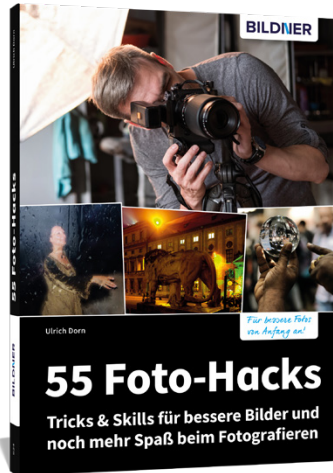 BILDNER
Ulrich Dorn
Für bessere Fotos
von Anfang an!
55 Foto-Hacks
Tricks & Skills für bessere Bilder und
noch mehr Spaß beim Fotografieren
55 Foto-Hacks
BILDNER